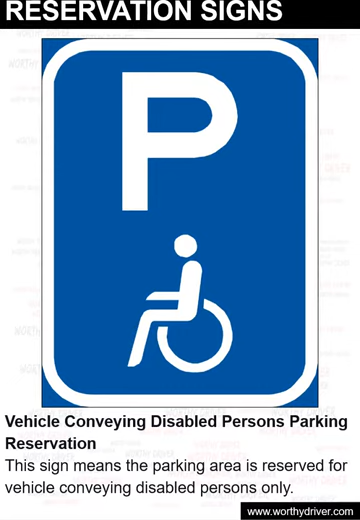 RESERVATION SIGNS
P
Vehicle Conveying Disabled Persons Parking
Reservation
This sign means the parking area is reserved for
vehicle conveying disabled persons only.
www.worthydriver.com